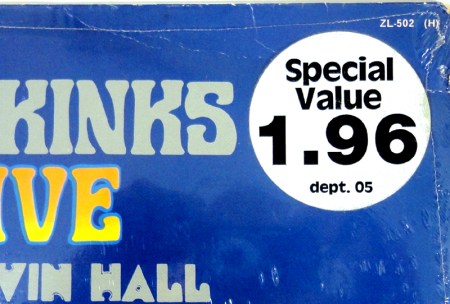 ZL-502 (H)
Special
Value
1.96
dept. 05
KINKS
IVE
VIN HALL